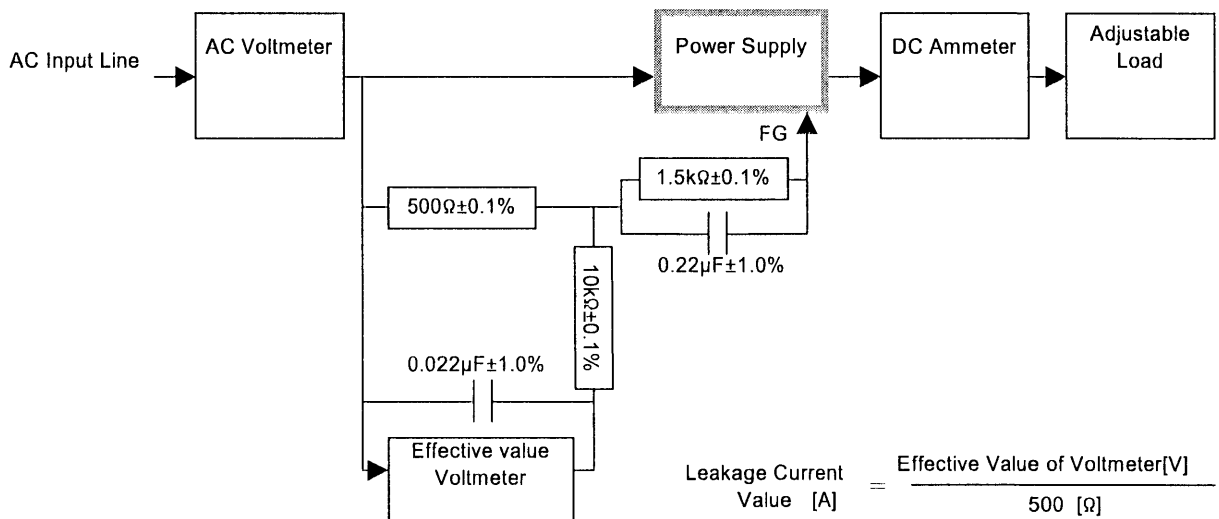 AC Input Line
AC Voltmeter
Power Supply
DC Ammeter
Adjustable
Load
FG
1.5kΩ±0.1%
500Ω±0.1%
0.22µF±1.0%
10kΩ±0.1%
0.022µF±1.0%
Effective value
Voltmeter
Leakage Current
Value [A]
=
Effective Value of Voltmeter[V]
500 [Ω]